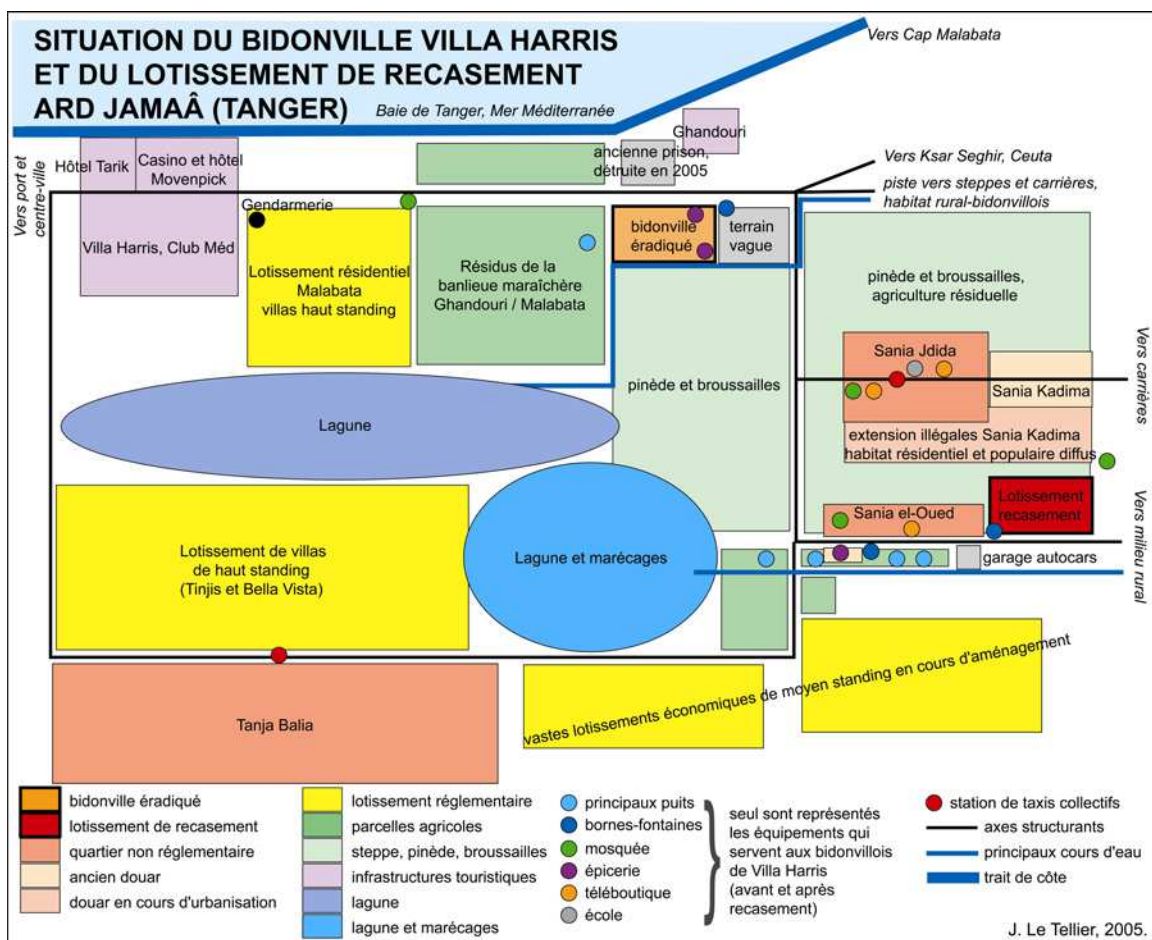 SITUATION DU BIDONVILLE VILLA HARRIS
ET DU LOTISSEMENT DE RECASEMENT
ARD JAMAÂ (TANGER)
Baie de Tanger, Mer Méditerranée
Vers Cap Malabata
Vers port et
centre-ville
Hôtel Tarik
Casino et hôtel
Movenpick
Villa Harris, Club Méd
Gendarmerie
Lotissement résidentiel
Malabata
villas haut standing
Résidus de la
banlieue maraîchère
Ghandouri / Malabata
ancienne prison,
détruite en 2005
Ghandouri
bidonville
éradiqué
terrain
vague
Vers Ksar Seghir, Ceuta
piste vers steppes et carrières,
habitat rural-bidonvillois
pinède et broussailles,
agriculture résiduelle
Sania Jdida
Sania Kadima
Vers carrières
extension illégales Sania Kadima
habitat résidentiel et populaire diffus
pinède et broussailles
Lagune
Lotissement de villas
de haut standing
(Tinjis et Bella Vista)
Lagune et marécages
Sania el-Oued
Lotissement
recasement
Vers milieu rural
garage autocars
Tanja Balia
vastes lotissements économiques de moyen standing en cours d'aménagement
bidonville éradiqué
lotissement de recasement
quartier non réglementaire
ancien douar
douar en cours d'urbanisation
lotissement réglementaire
parcelles agricoles
steppe, pinède, broussailles
infrastructures touristiques
lagune
lagune et marécages
principaux puits
bornes-fontaines
mosquée
épicerie
téléboutique
école
seul sont représentés
les équipements qui
servent aux bidonvillois
de Villa Harris
(avant et après
recasement)
station de taxis collectifs
axes structurants
principaux cours d'eau
trait de côte
J. Le Tellier, 2005.